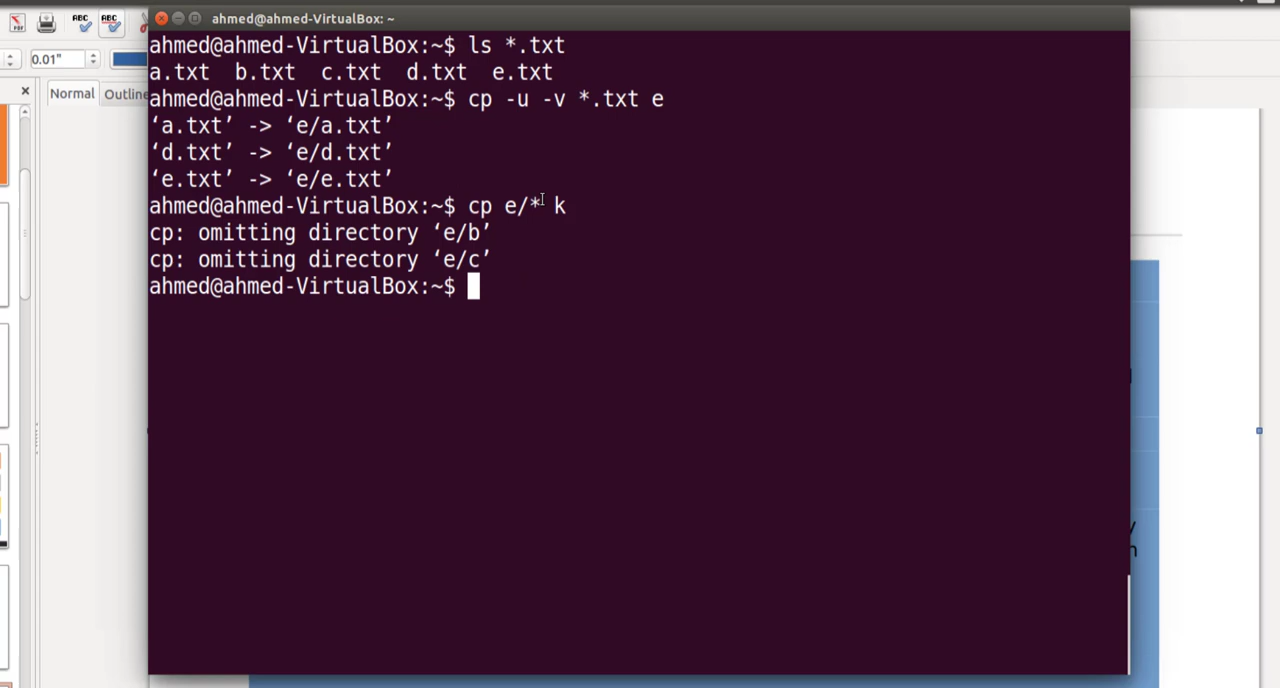 ahmed@ahmed-VirtualBox: ~
0.01"
Normal
Outline
ahmed@ahmed-VirtualBox:~$ ls *.txt
a.txt b.txt c.txt d.txt e.txt
ahmed@ahmed-VirtualBox:~$ cp -u -v *.txt e
‘a.txt’ -> ‘e/a.txt’
‘d.txt’ -> ‘e/d.txt’
‘e.txt’ -> ‘e/e.txt’
ahmed@ahmed-VirtualBox:~$ cp e/* k
cp: omitting directory ‘e/b’
cp: omitting directory ‘e/c’
ahmed@ahmed-VirtualBox:~$